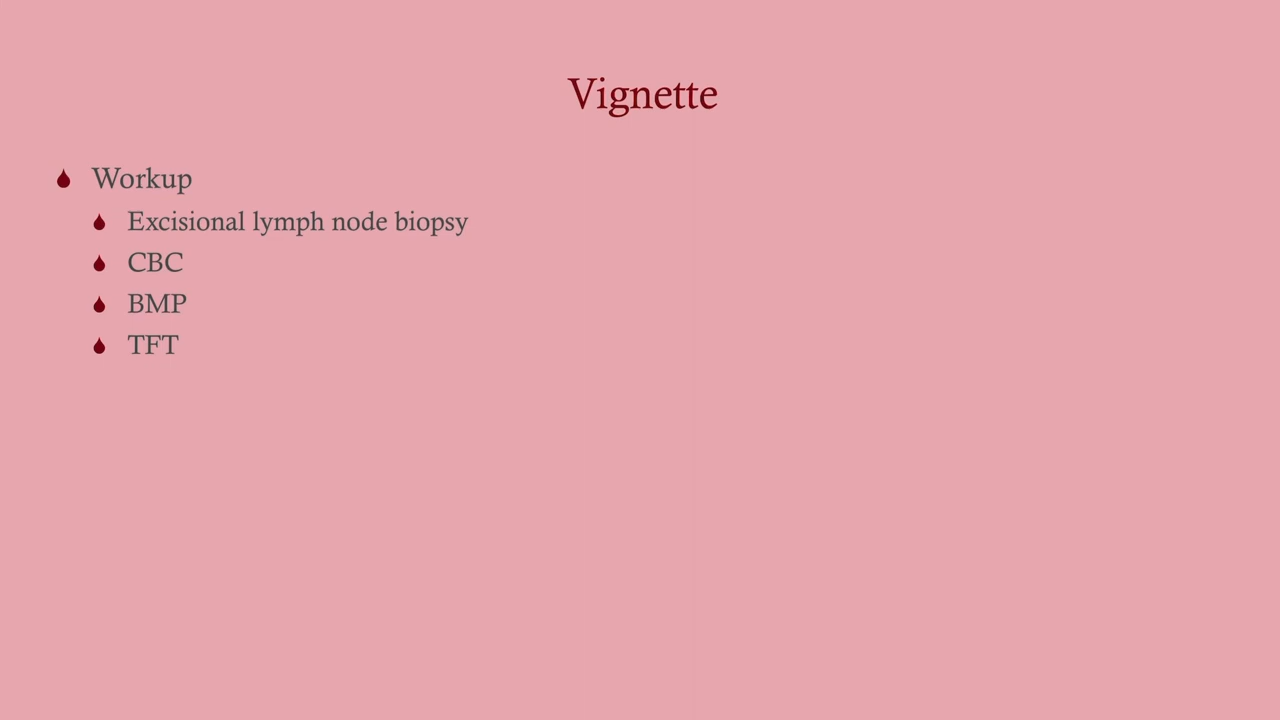 Vignette
Workup
Excisional lymph node biopsy
CBC
BMP
TFT